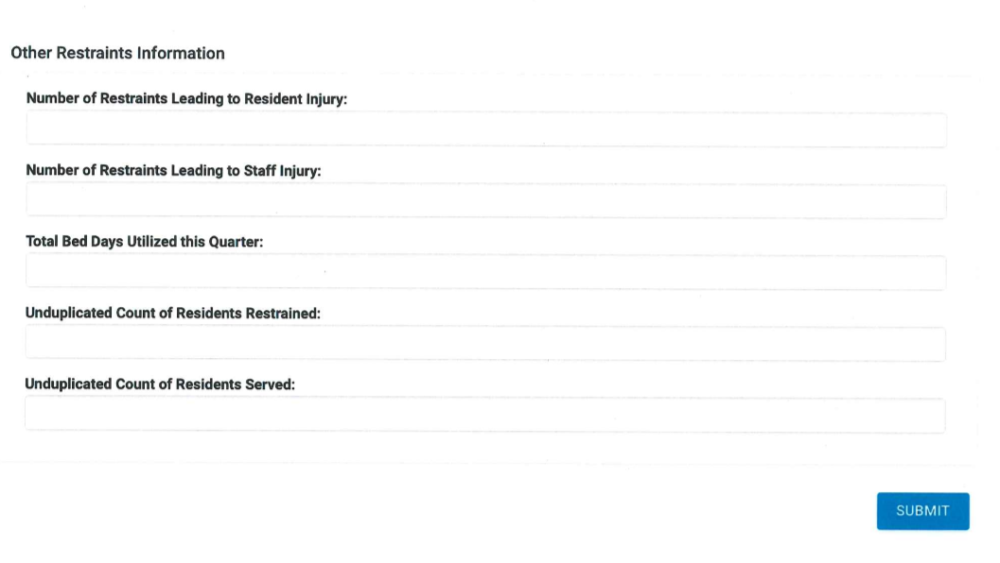 Other Restraints Information
Number of Restraints Leading to Resident Injury:
Number of Restraints Leading to Staff Injury:
Total Bed Days Utilized this Quarter:
Unduplicated Count of Residents Restrained:
Unduplicated Count of Residents Served:
SUBMIT